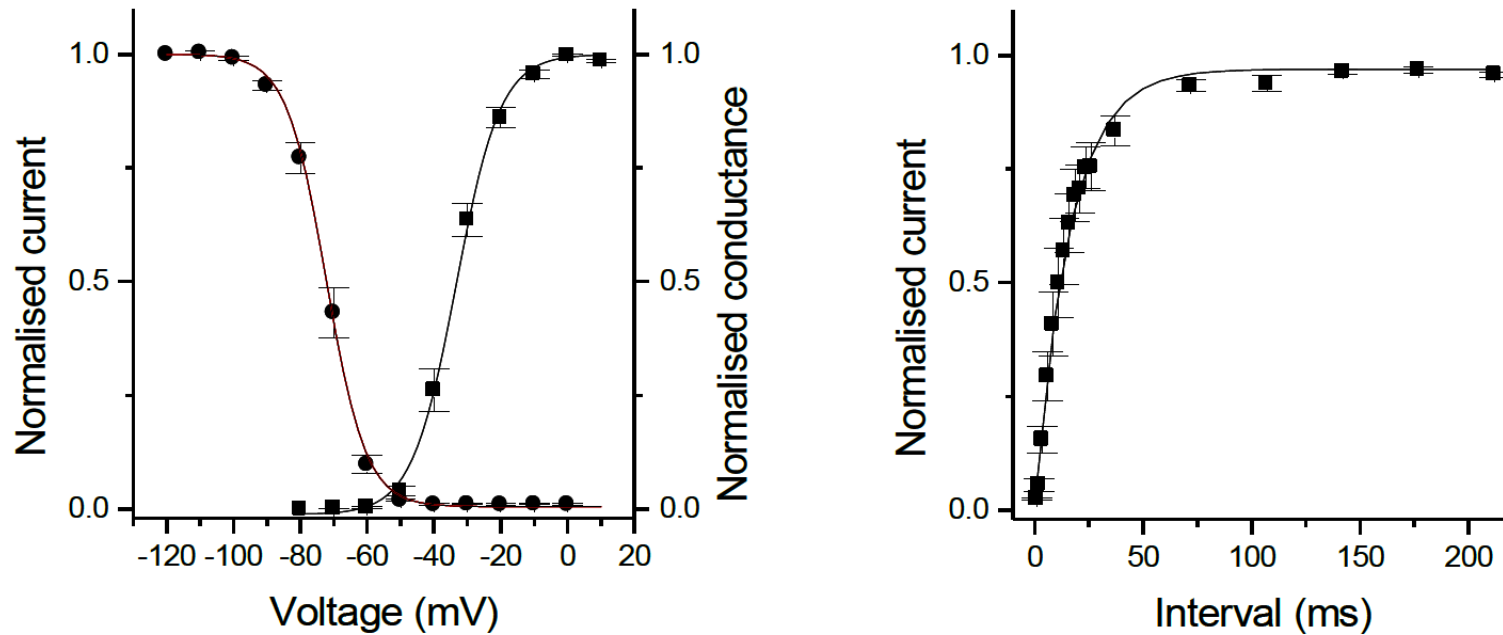 Normalised current
1.0
0.5
0.0
-120 -100 -80 -60 -40 -20 0 20
Voltage (mV)
1.0
0.5
0.0
Normalised conductance
Normalised current
1.0
0.5
0.0
0 50 100 150 200
Interval (ms)